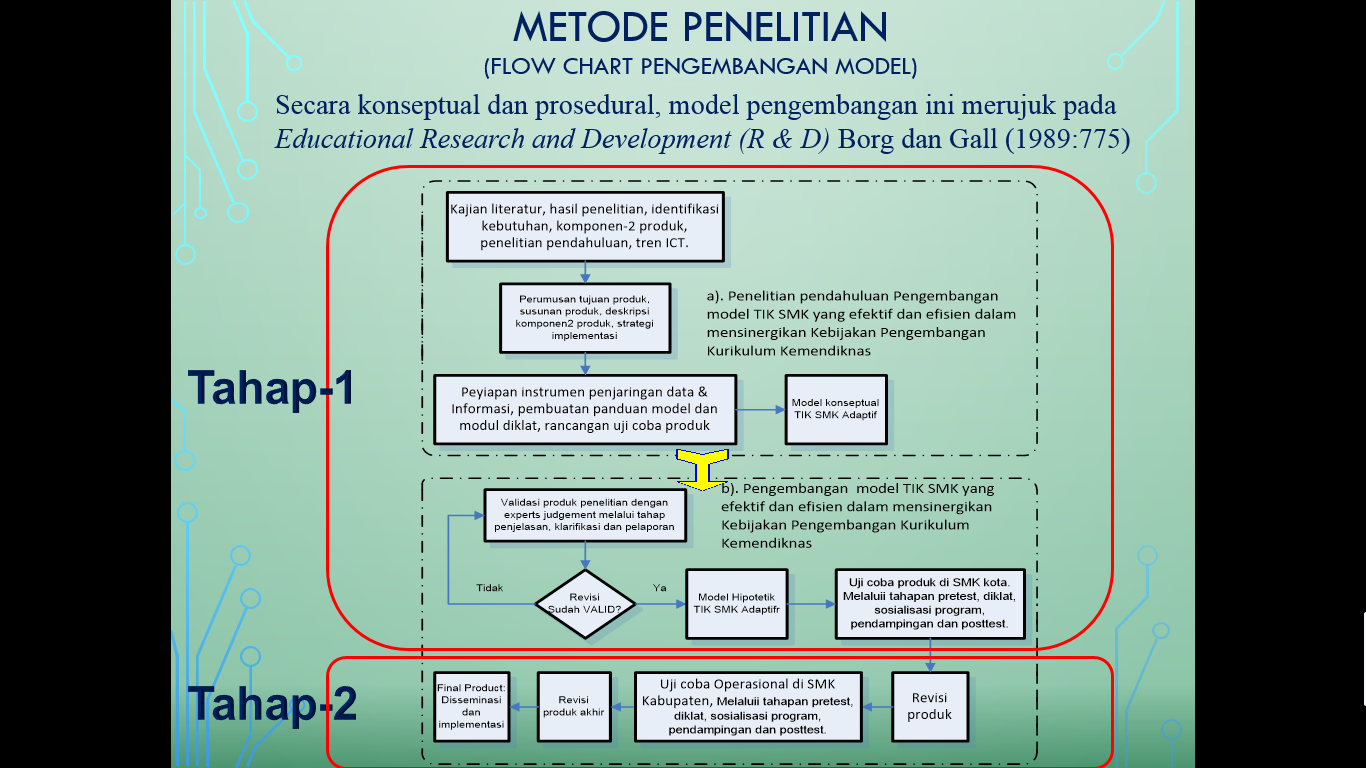 METODE PENELITIAN
(FLOW CHART PENGEMBANGAN MODEL)
Secara konseptual dan prosedural, model pengembangan ini merujuk pada
Educational Research and Development (R & D) Borg dan Gall (1989:775)
Kajian literatur, hasil penelitian, identifikasi
kebutuhan, komponen-2 produk,
penelitian pendahuluan, tren ICT.
Perumusan tujuan produk,
susunan produk, deskripsi
komponen2 produk, strategi
implementasi
a). Penelitian pendahuluan Pengembangan
model TIK SMK yang efektif dan efisien dalam
mensinergikan Kebijakan Pengembangan
Kurikulum Kemendiknas
Tahap-1
Peyiapan instrumen penjaringan data &
Informasi, pembuatan panduan model dan
modul diklat, rancangan uji coba produk
Model konseptual
TIK SMK Adaptif
b). Pengembangan model TIK SMK yang
efektif dan efisien dalam mensinergikan
Kebijakan Pengembangan Kurikulum
Kemendiknas
Validasi produk penelitian dengan
experts judgement melalui tahap
penjelasan, klarifikasi dan pelaporan
Tidak
Revisi
Sudah VALID?
Ya
Model Hipotetik
TIK SMK Adaptifr
Uji coba produk di SMK kota.
Melaluii tahapan pretest, diklat,
sosialisasi program,
pendampingan dan posttest.
Tahap-2
Final Product:
Disseminasi
dan
implementasi
Revisi
produk akhir
Uji coba Operasional di SMK
Kabupaten, Melaluii tahapan pretest,
diklat, sosialisasi program,
pendampingan dan posttest.
Revisi
produk